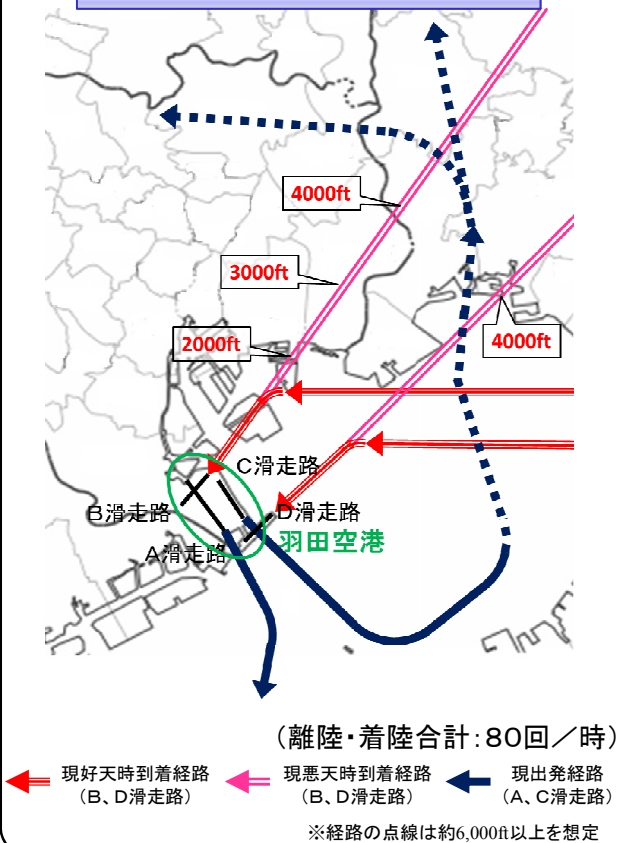 4000ft
3000ft
2000ft
4000ft
C滑走路
B滑走路
D滑走路
A滑走路
羽田空港
(離陸・着陸合計:80回/時)
現好天時到着経路
(B、D滑走路)
現悪天時到着経路
(B、D滑走路)
現出発経路
(A、C滑走路)
※経路の点線は約6,000ft以上を想定